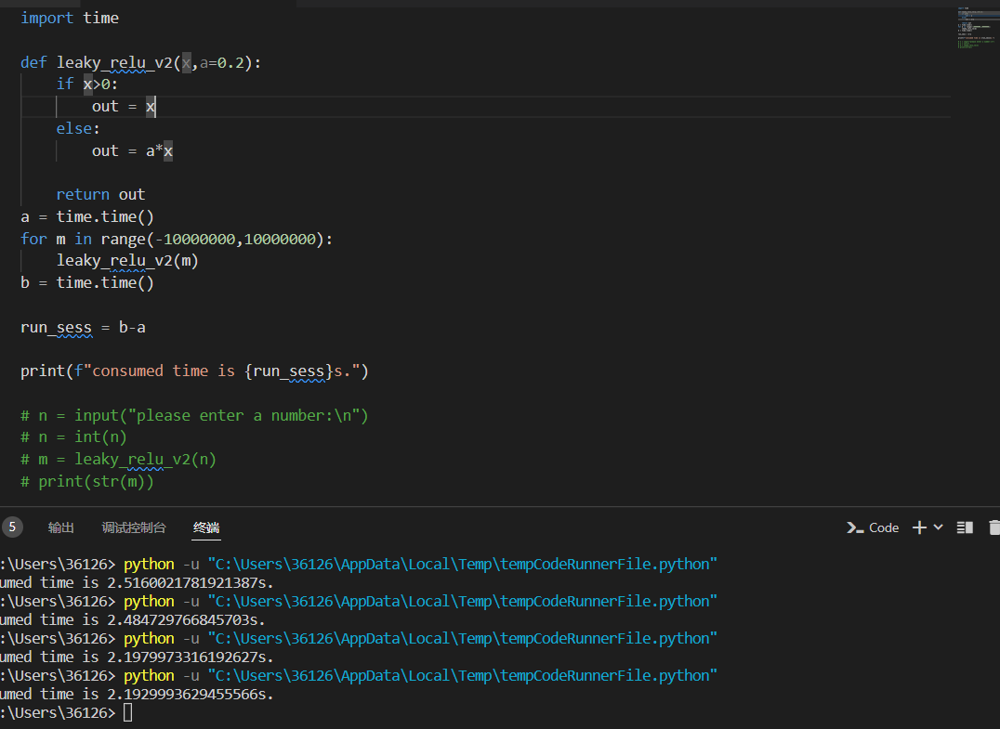 import time
def leaky_relu_v2(x,a=0.2):
if x>0:
out = x
else:
out = a*x
return out
a = time.time()
for m in range(-10000000,10000000):
leaky_relu_v2(m)
b = time.time()
run_sess = b-a
print(f"consumed time is {run_sess}s.")
# n = input("please enter a number:\n")
# n = int(n)
# m = leaky_relu_v2(n)
# print(str(m))
5 输出 调试控制台 终端 Code
:\Users\36126> python -u "C:\Users\36126\AppData\Local\Temp\tempCodeRunnerFile.python"
umed time is 2.5160021781921387s.
:\Users\36126> python -u "C:\Users\36126\AppData\Local\Temp\tempCodeRunnerFile.python"
umed time is 2.484729766845703s.
:\Users\36126> python -u "C:\Users\36126\AppData\Local\Temp\tempCodeRunnerFile.python"
umed time is 2.1979973316192627s.
:\Users\36126> python -u "C:\Users\36126\AppData\Local\Temp\tempCodeRunnerFile.python"
umed time is 2.1929993629455566s.
:\Users\36126>